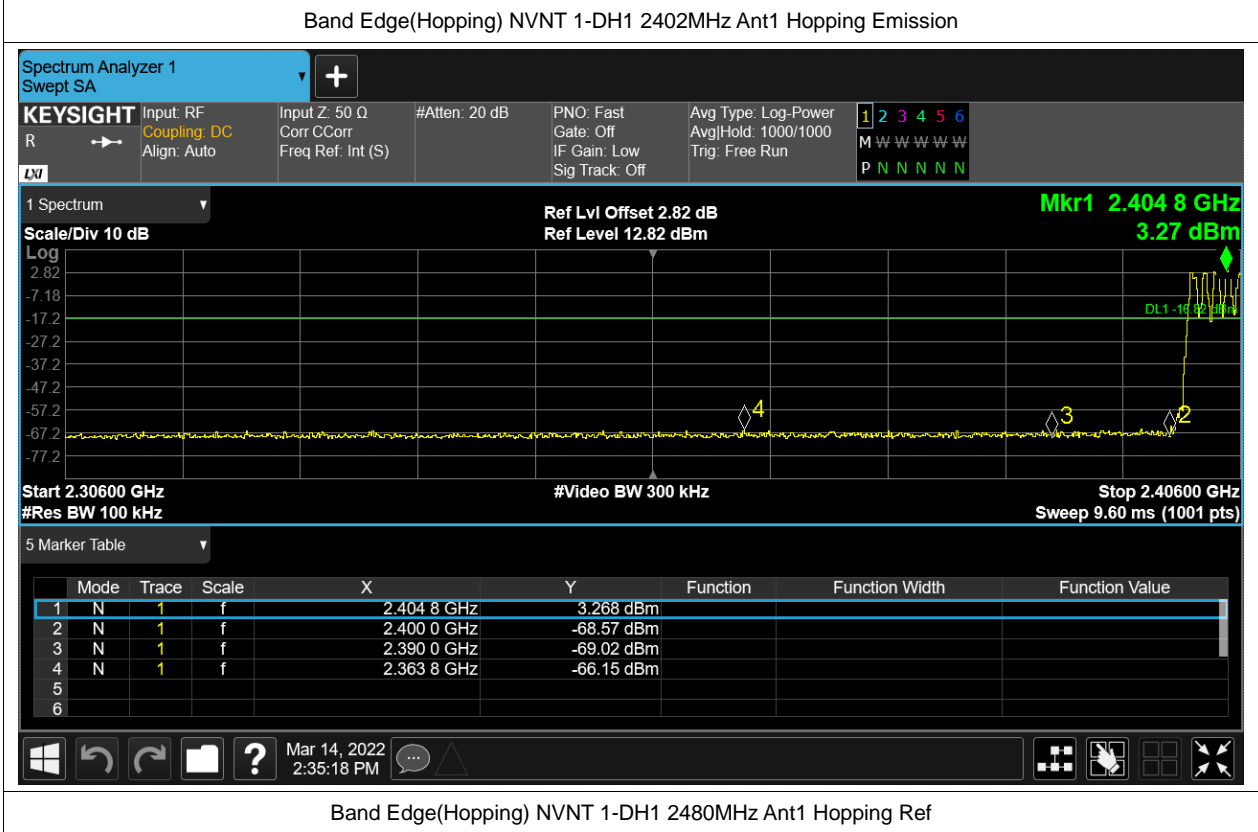 Band Edge(Hopping) NVNT 1-DH1 2402MHz Ant1 Hopping Emission
Spectrum Analyzer 1
Swept SA
KEYSIGHT
R
LXI
Input: RF
Coupling: DC
Align: Auto
Input Z: 50 Ω
Corr CCorr
Freq Ref: Int (S)
#Atten: 20 dB
PNO: Fast
Gate: Off
IF Gain: Low
Sig Track: Off
Avg Type: Log-Power
Avg|Hold: 1000/1000
Trig: Free Run
1 2 3 4 5 6
M W W W W W
P N N N N N
1 Spectrum
Scale/Div 10 dB
Ref Lvl Offset 2.82 dB
Ref Level 12.82 dBm
Mkr1 2.404 8 GHz
3.27 dBm
Log
2.82
-7.18
-17.2
-27.2
-37.2
-47.2
-57.2
-67.2
-77.2
DL1 -16.82 dBm
4
3
2
Start 2.30600 GHz
#Res BW 100 kHz
#Video BW 300 kHz
Stop 2.40600 GHz
Sweep 9.60 ms (1001 pts)
5 Marker Table
Mode Trace Scale X Y Function Function Width Function Value
1 N 1 f 2.404 8 GHz 3.268 dBm
2 N 1 f 2.400 0 GHz -68.57 dBm
3 N 1 f 2.390 0 GHz -69.02 dBm
4 N 1 f 2.363 8 GHz -66.15 dBm
5
6
?
Mar 14, 2022
2:35:18 PM
Band Edge(Hopping) NVNT 1-DH1 2480MHz Ant1 Hopping Ref